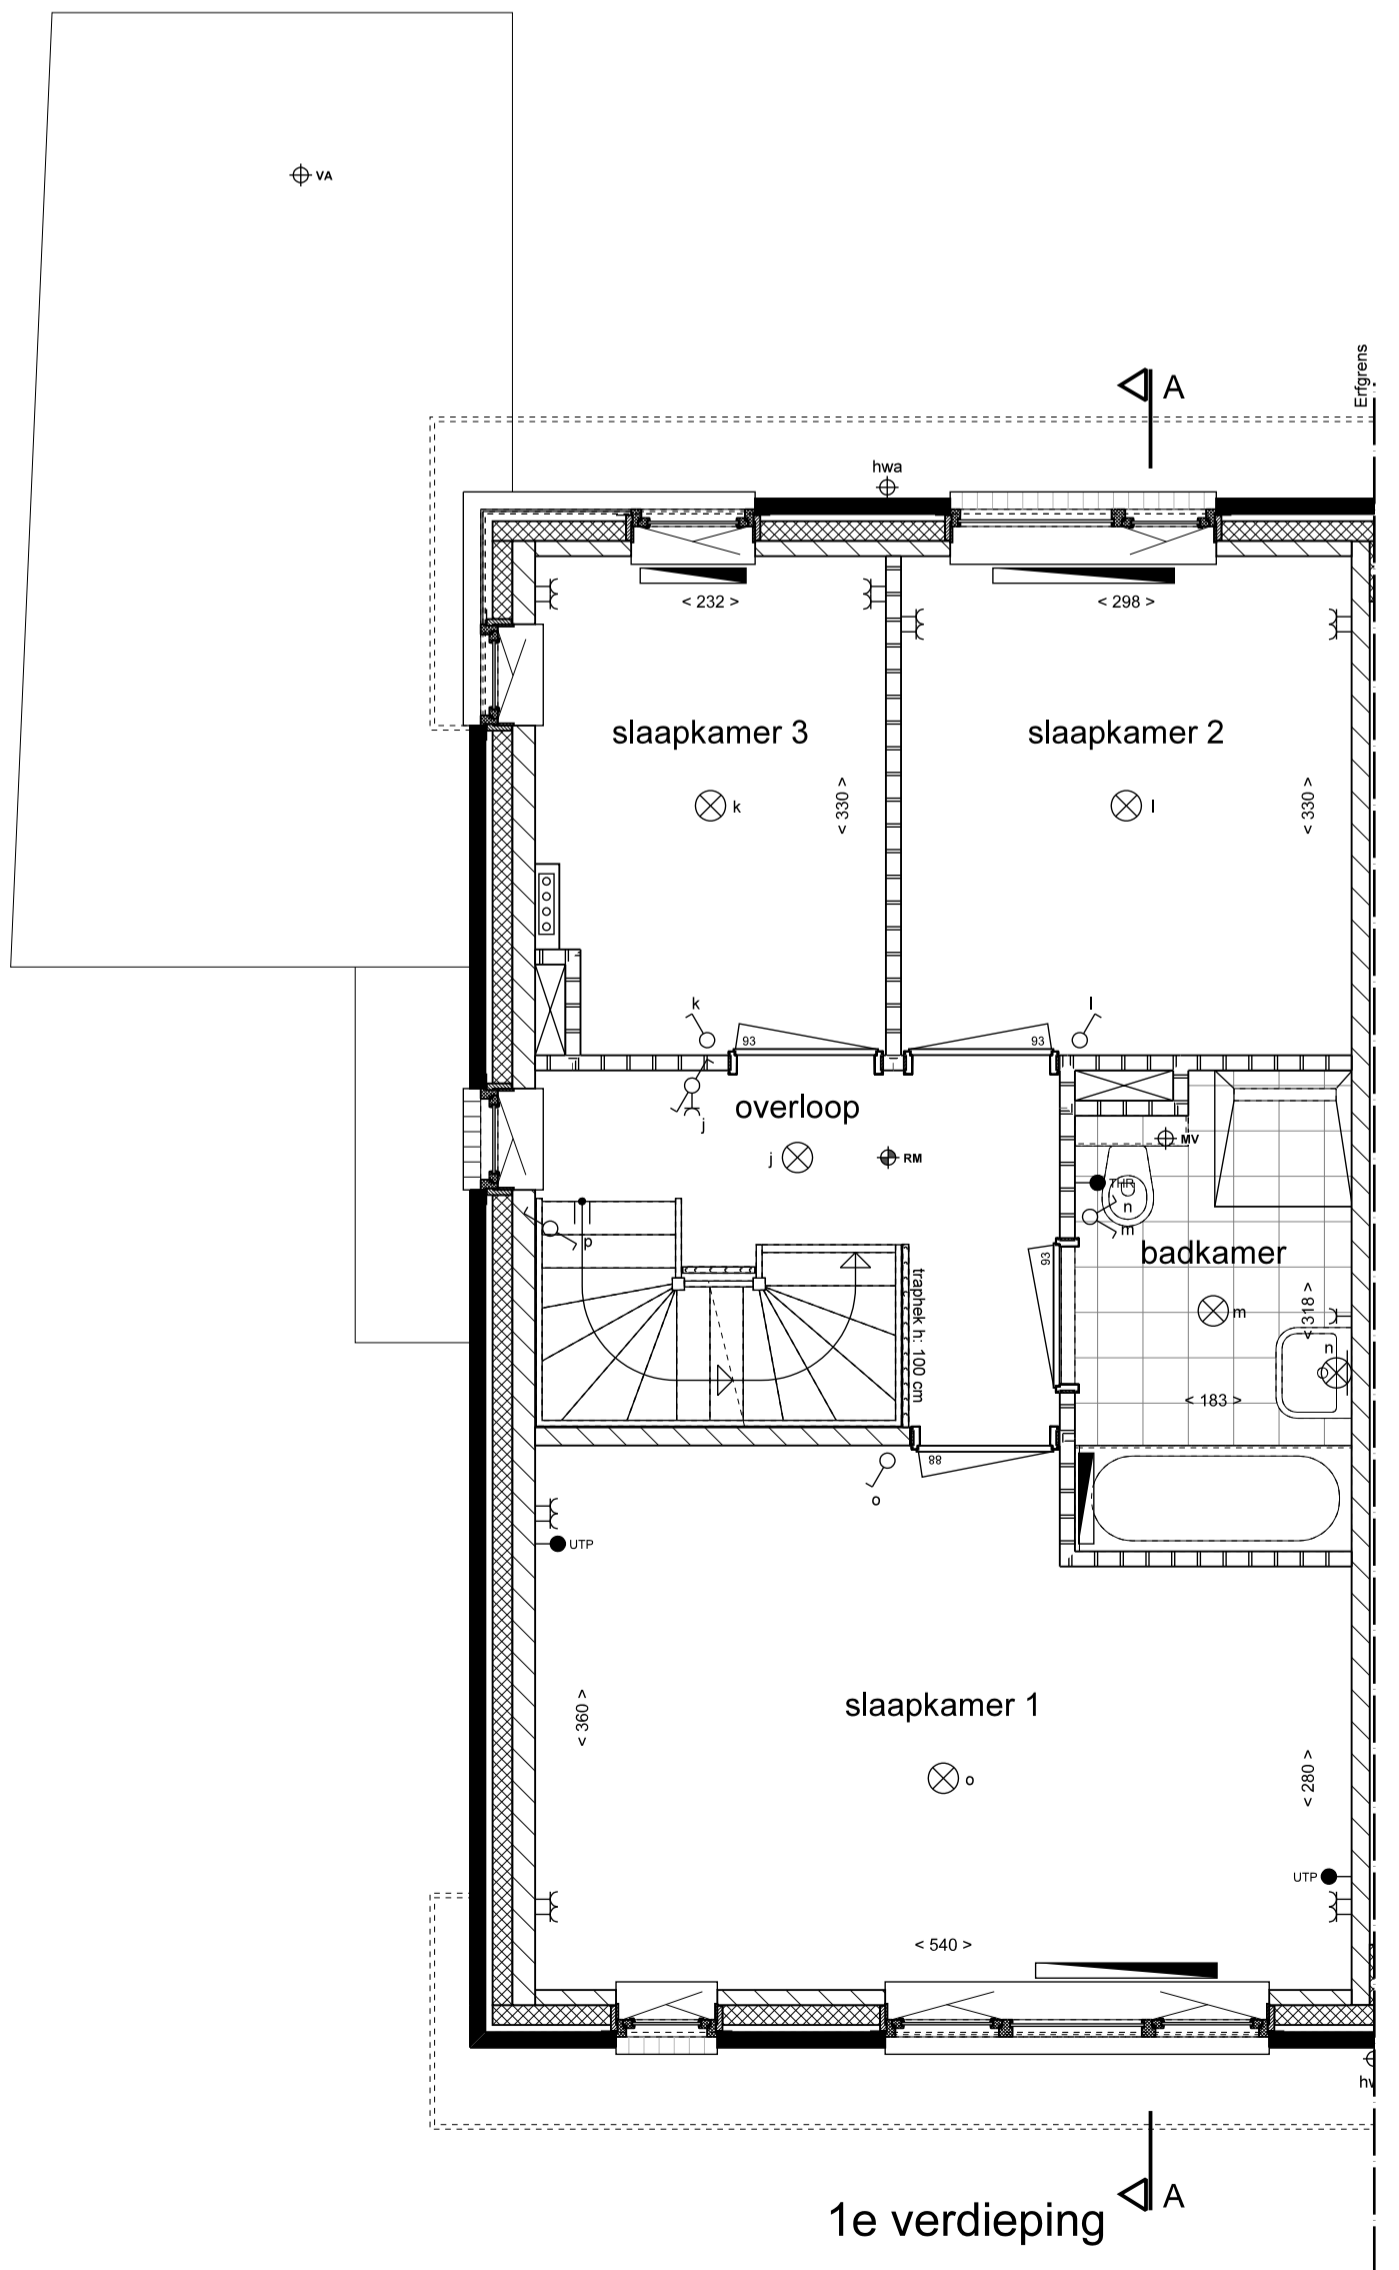 VA
Erfgrens
A
hwa
< 232 >
< 298 >
slaapkamer 3
slaapkamer 2
k
l
< 330 >
< 330 >
k
l
93
93
overloop
j
j
RM
MV
THR
n
m
p
badkamer
93
traphek h: 100 cm
m
< 318 >
n
< 183 >
88
o
UTP
slaapkamer 1
< 360 >
o
< 280 >
UTP
< 540 >
A
1e verdieping